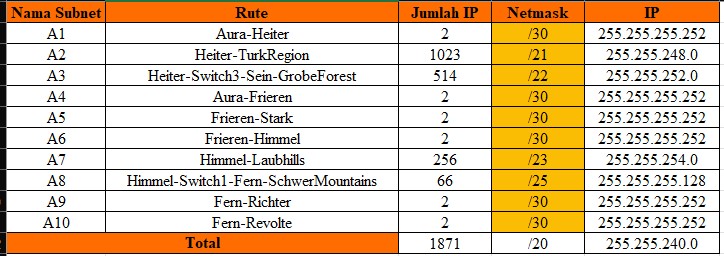 Nama Subnet Rute Jumlah IP Netmask IP
A1 Aura-Heiter 2 /30 255.255.255.252
A2 Heiter-TurkRegion 1023 /21 255.255.248.0
A3 Heiter-Switch3-Sein-GrobeForest 514 /22 255.255.252.0
A4 Aura-Frieren 2 /30 255.255.255.252
A5 Frieren-Stark 2 /30 255.255.255.252
A6 Frieren-Himmel 2 /30 255.255.255.252
A7 Himmel-Laubhills 256 /23 255.255.254.0
A8 Himmel-Switch1-Fern-SchwerMountains 66 /25 255.255.255.128
A9 Fern-Richter 2 /30 255.255.255.252
A10 Fern-Revolte 2 /30 255.255.255.252
Total 1871 /20 255.255.240.0